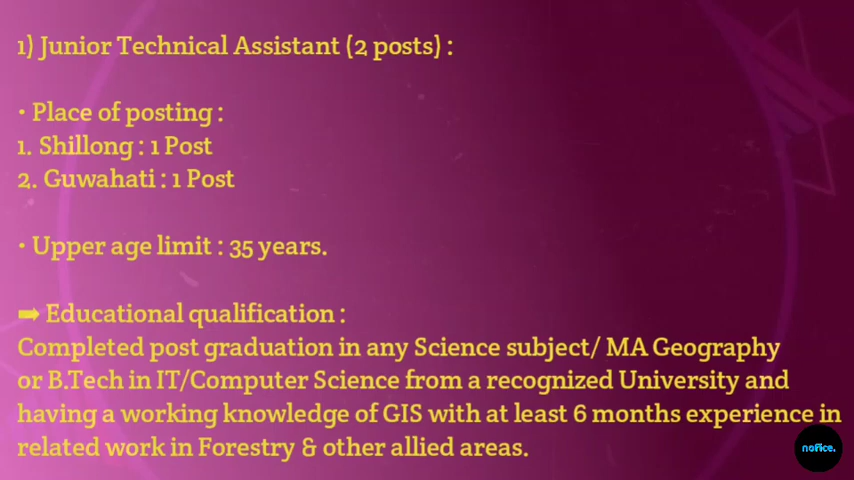 1) Junior Technical Assistant (2 posts) :
• Place of posting :
1. Shillong : 1 Post
2. Guwahati : 1 Post
• Upper age limit : 35 years.
➡ Educational qualification :
Completed post graduation in any Science subject/ MA Geography
or B.Tech in IT/Computer Science from a recognized University and
having a working knowledge of GIS with at least 6 months experience in
related work in Forestry & other allied areas.
nofice.